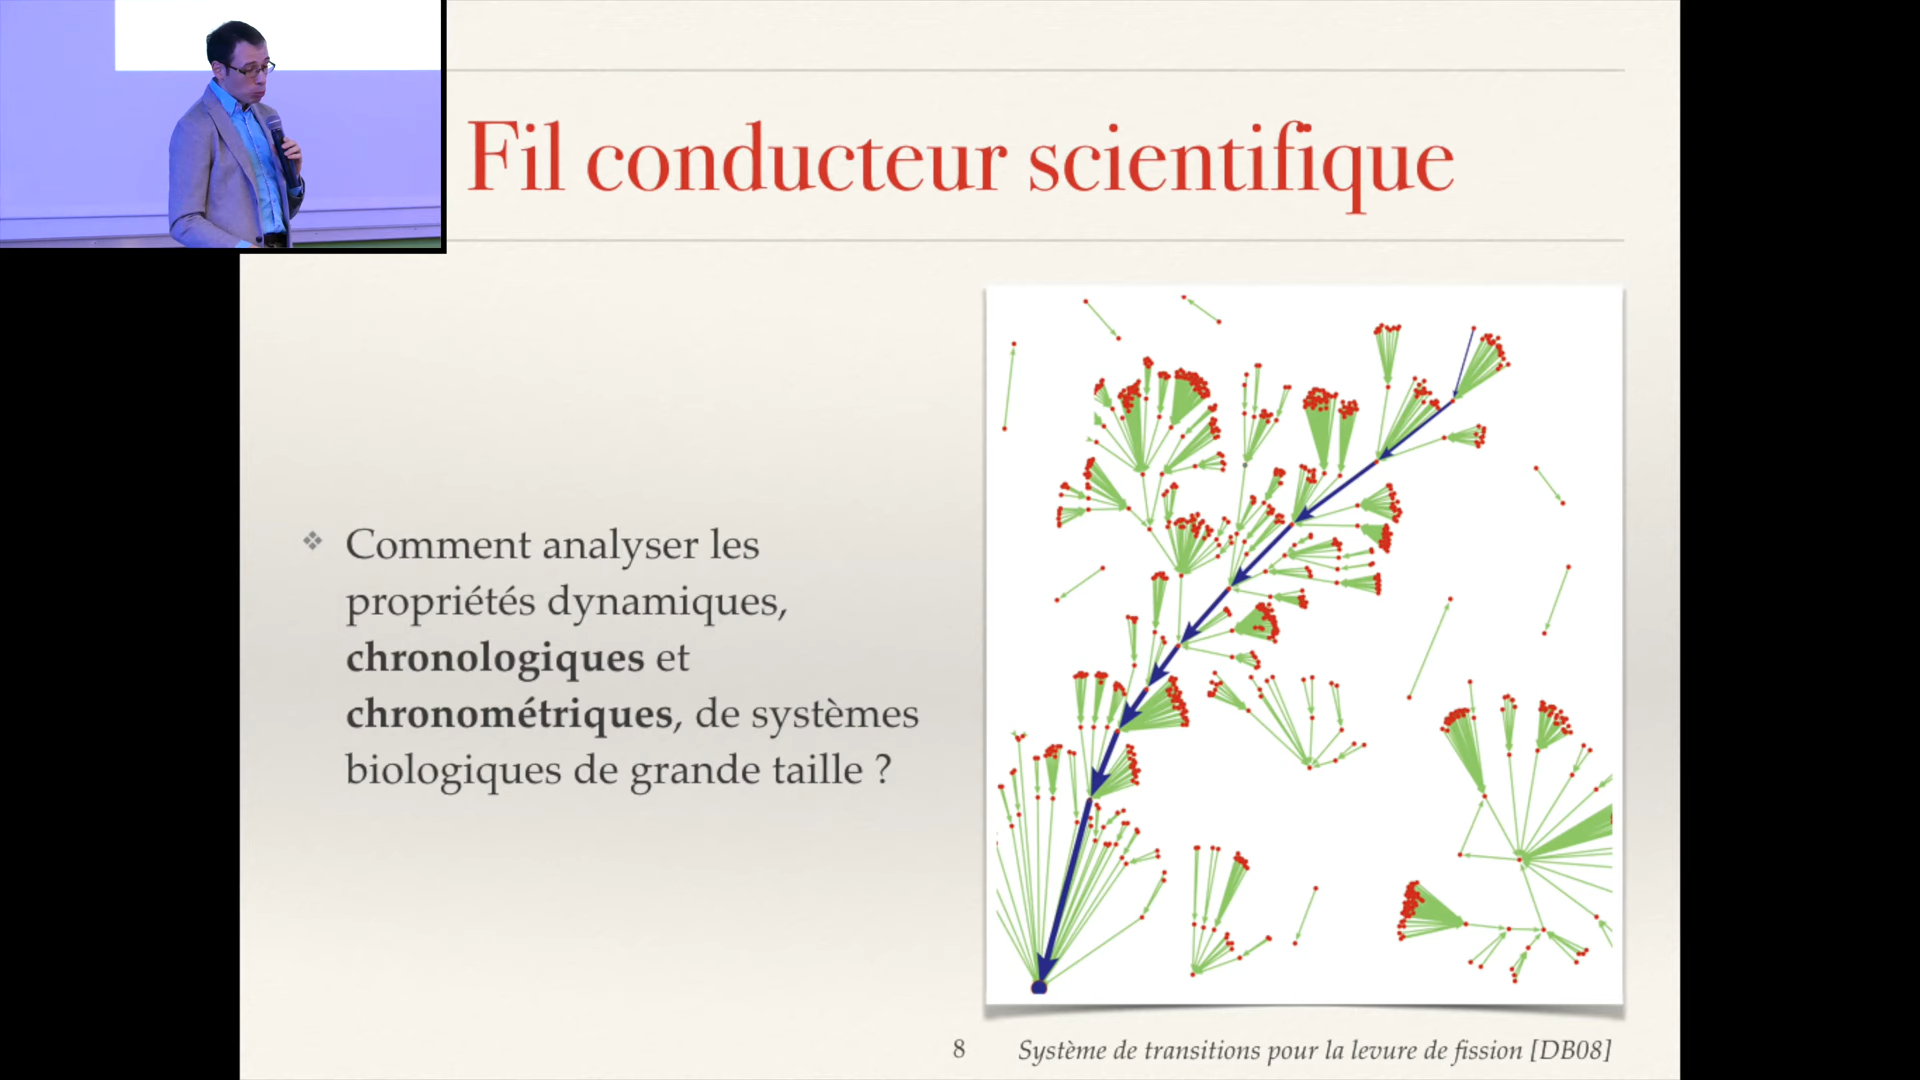 Fil conducteur scientifique
❖ Comment analyser les
propriétés dynamiques,
chronologiques et
chronométriques, de systèmes
biologiques de grande taille ?
8
Système de transitions pour la levure de fission [DB08]